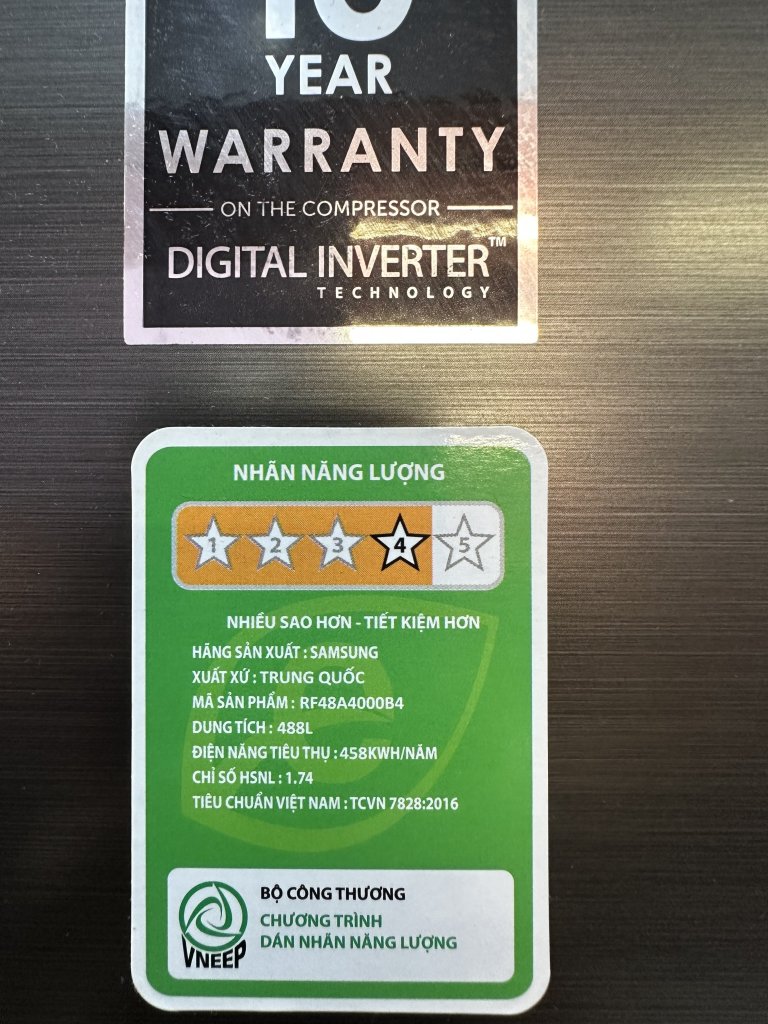 YEAR
WARRANTY
ON THE COMPRESSOR
DIGITAL INVERTER™
TECHNOLOGY
NHÃN NĂNG LƯỢNG
1 2 3 4 5
NHIỀU SAO HƠN - TIẾT KIỆM HƠN
HÃNG SẢN XUẤT : SAMSUNG
XUẤT XỨ : TRUNG QUỐC
MÃ SẢN PHẨM : RF48A4000B4
DUNG TÍCH : 488L
ĐIỆN NĂNG TIÊU THỤ : 458KWH/NĂM
CHỈ SỐ HSNL : 1.74
TIÊU CHUẨN VIỆT NAM : TCVN 7828:2016
BỘ CÔNG THƯƠNG
CHƯƠNG TRÌNH
DÁN NHÃN NĂNG LƯỢNG
VNEEP